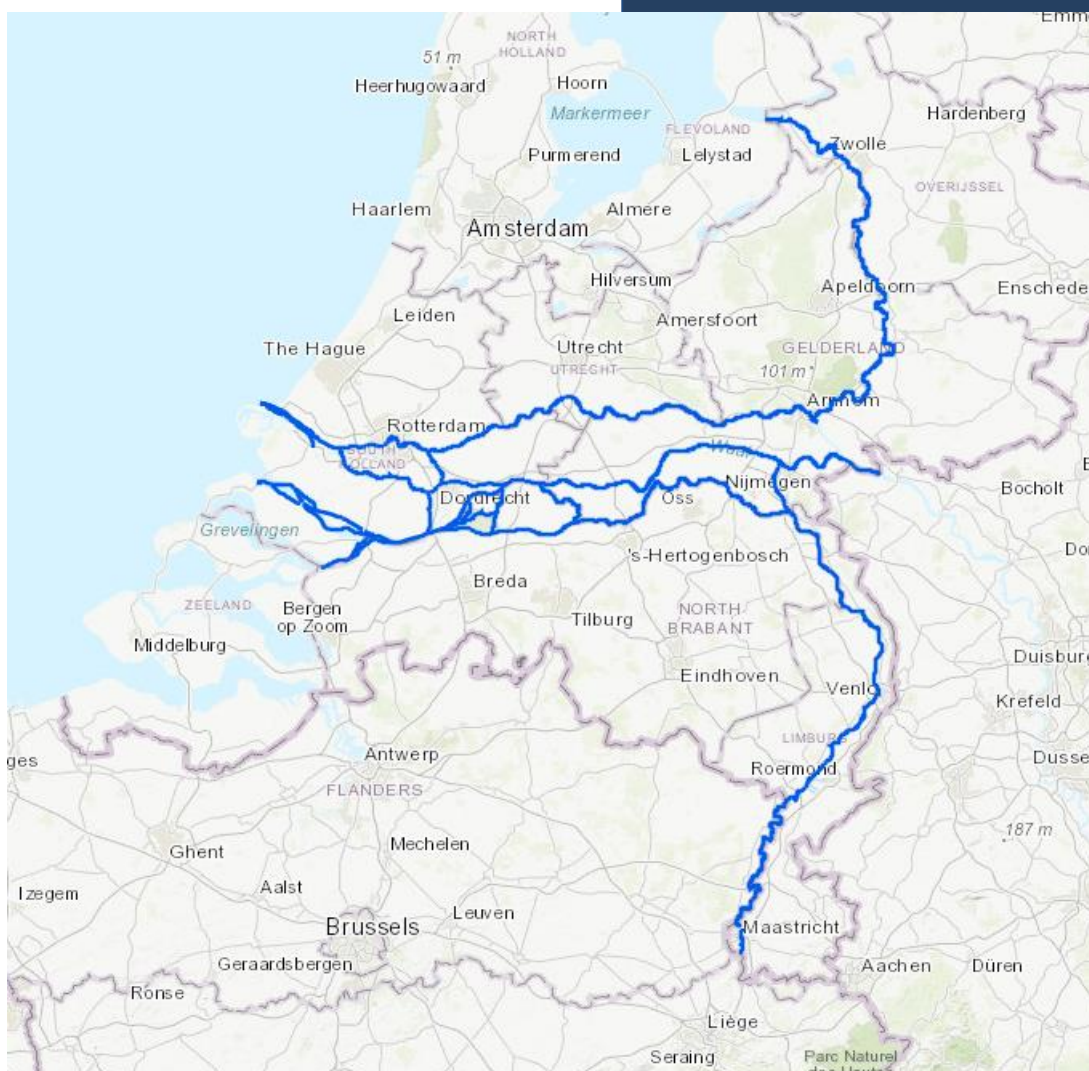 Emm
NORTH
HOLLAND
51 m
Heerhugowaard
Hoorn
Markermeer
Hardenberg
FLEVOLAND
Purmerend
Lelystad
Zwolle
OVERIJSSEL
Haarlem
Almere
Amsterdam
Hilversum
Apeldoorn
Enschede
Leiden
Amersfoort
The Hague
Utrecht
UTRECHT
GELDERLAND
101 m
Arnhem
Rotterdam
SOUTH
HOLLAND
Waal
Nijmegen
Dordrecht
Oss
Bocholt
Grevelingen
's-Hertogenbosch
Do
Breda
ZEELAND
Bergen
op Zoom
Tilburg
NORTH
BRABANT
Middelburg
Duisburg
Eindhoven
Venlo
Krefeld
LIMBURG
Antwerp
Roermond
Dusse
ges
FLANDERS
187 m
Mechelen
Ghent
Izegem
Aalst
Leuven
Brussels
Maastricht
Geraardsbergen
Aachen
Düren
Ronse
Liège
Seraing
Parc Naturel
des Hautes